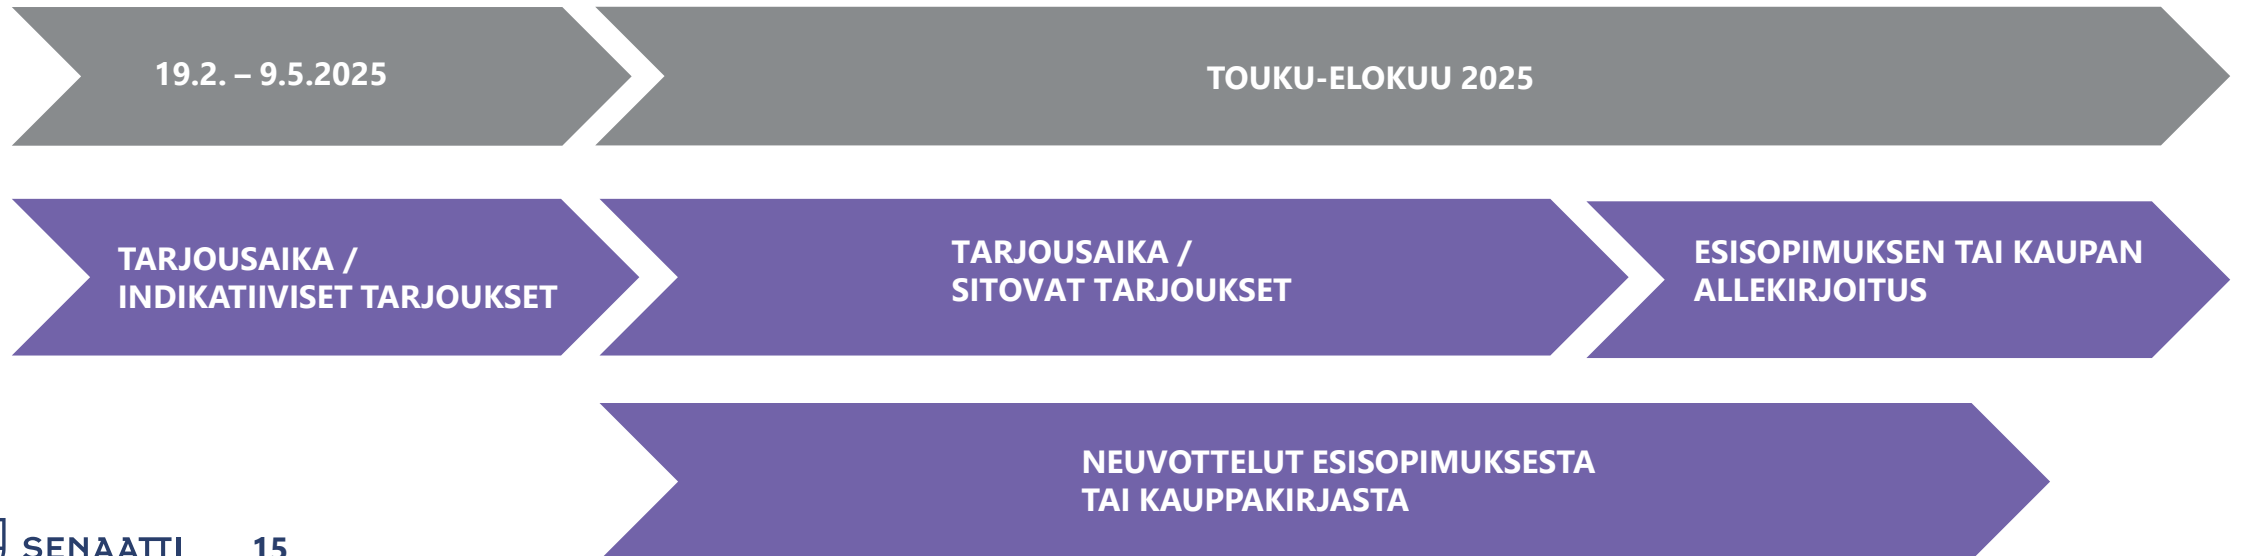 19.2. – 9.5.2025
TOUKU-ELOKUU 2025
TARJOUSAIKA /
INDIKATIIVISET TARJOUKSET
TARJOUSAIKA /
SITOVAT TARJOUKSET
ESISOPIMUKSEN TAI KAUPAN
ALLEKIRJOITUS
NEUVOTTELUT ESISOPIMUKSESTA
TAI KAUPPAKIRJASTA
SENAATTI
15